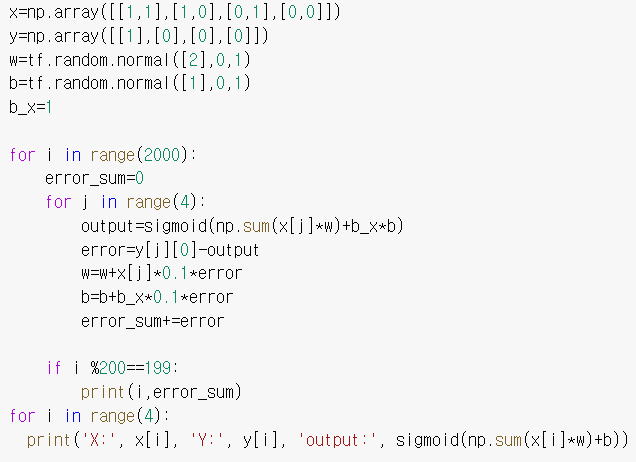 x=np.array([[1,1],[1,0],[0,1],[0,0]])
y=np.array([[1],[0],[0],[0]])
w=tf.random.normal([2],0,1)
b=tf.random.normal([1],0,1)
b_x=1

for i in range(2000):
    error_sum=0
    for j in range(4):
        output=sigmoid(np.sum(x[j]*w)+b_x*b)
        error=y[j][0]-output
        w=w+x[j]*0.1*error
        b=b+b_x*0.1*error
        error_sum+=error

    if i %200==199:
        print(i,error_sum)
for i in range(4):
  print('X:', x[i], 'Y:', y[i], 'output:', sigmoid(np.sum(x[i]*w)+b))